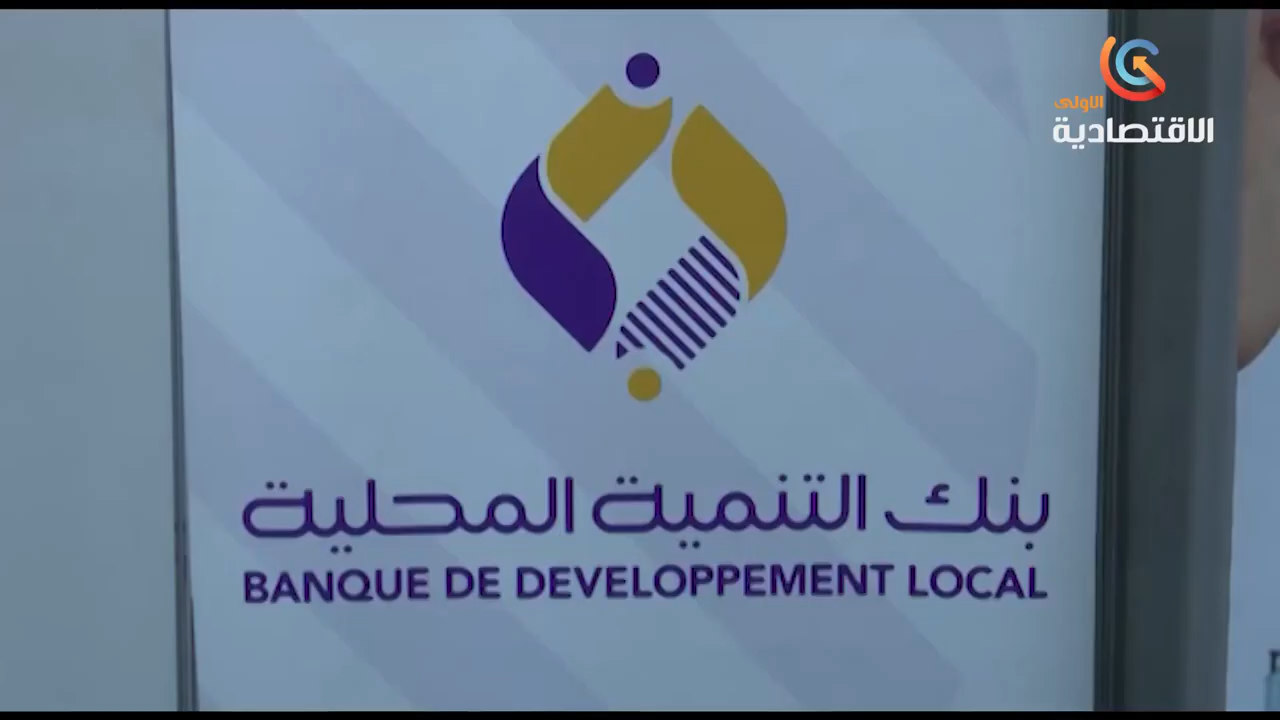 الاولى
الاقتصادية
بنك التنمية المحلية
BANQUE DE DEVELOPPEMENT LOCAL